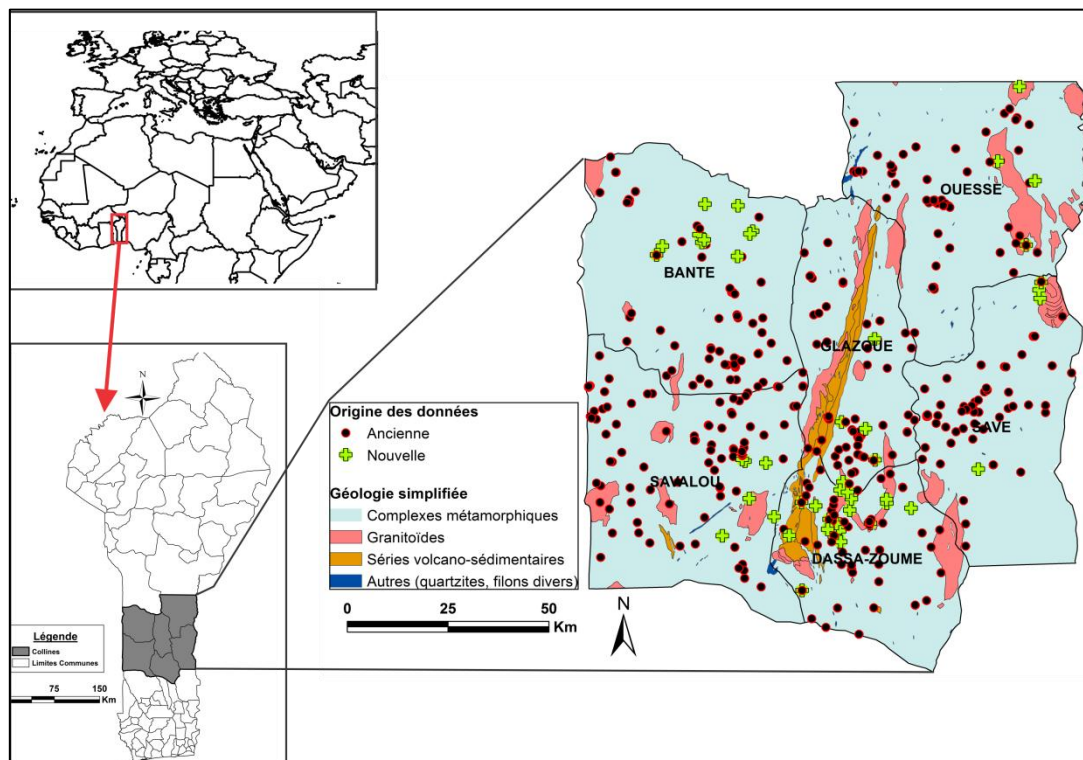 N
Légende
Collines
Limites Communes
75 150
Km
Origine des données
Ancienne
Nouvelle
Géologie simplifiée
Complexes métamorphiques
Granitoïdes
Séries volcano-sédimentaires
Autres (quartzites, filons divers)
0 25 50
Km
N
OUESSE
BANTE
GLAZOUE
SAVE
SAVALOU
DASSA-ZOUME